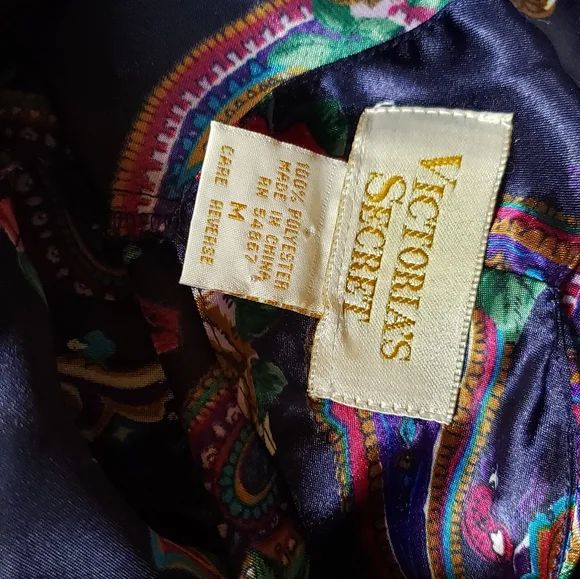 VICTORIA'S
SECRET
100% POLYESTER
MADE IN CHINA
RN 54867
M
CARE REVERSE